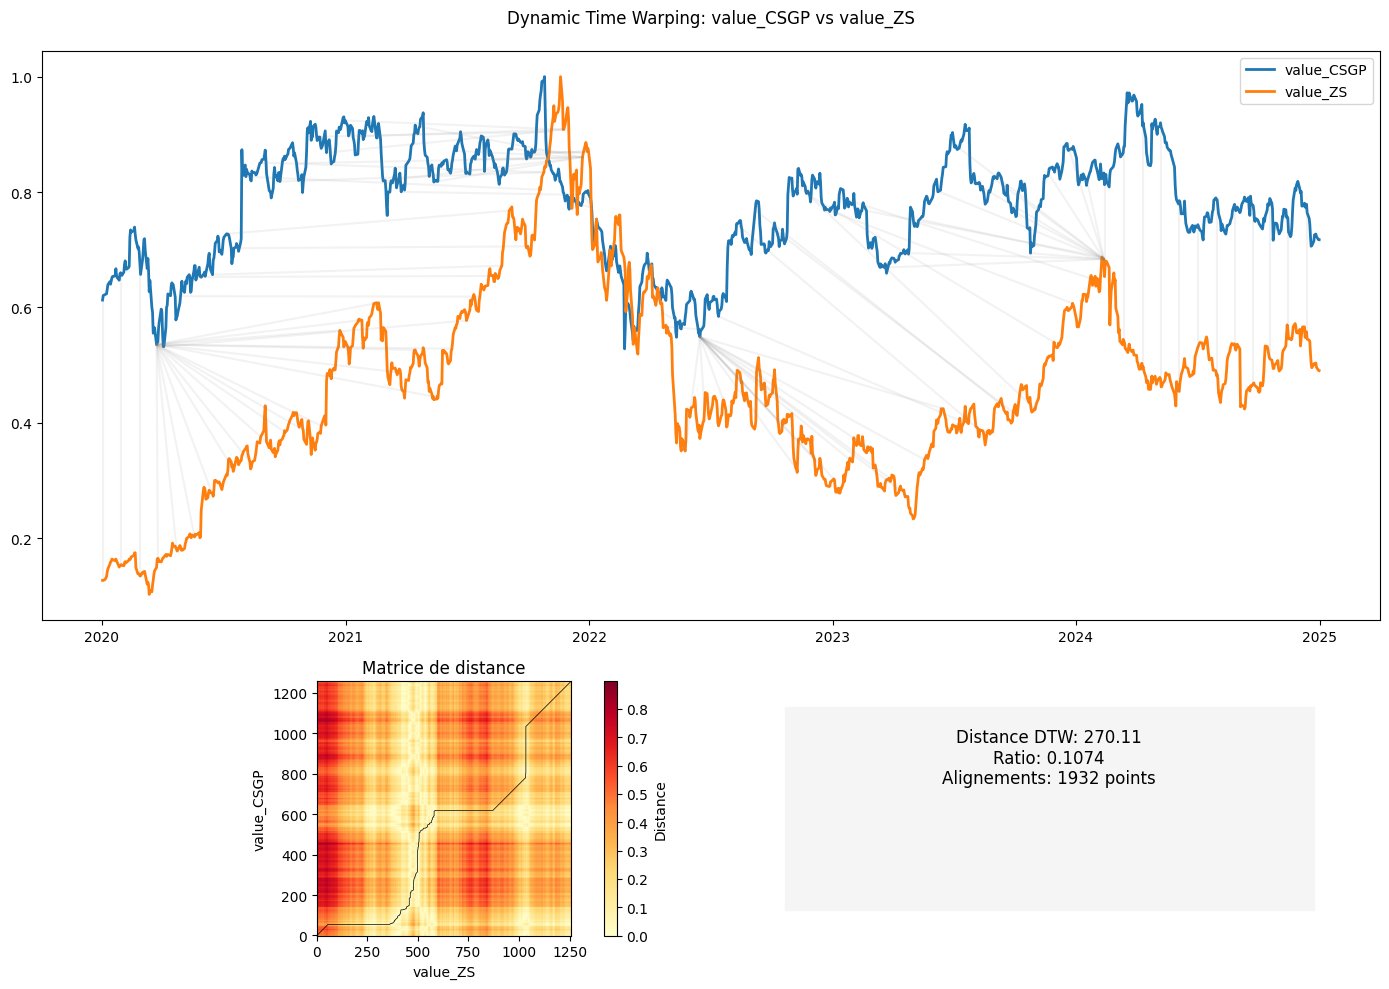 Dynamic Time Warping: value_CSGP vs value_ZS
value_CSGP
value_ZS
1.0
0.8
0.6
0.4
0.2
2020 2021 2022 2023 2024 2025
Matrice de distance
value_CSGP
1200
1000
800
600
400
200
0
0 250 500 750 1000 1250
value_ZS
0.8
0.7
0.6
0.5
0.4
0.3
0.2
0.1
0.0
Distance
Distance DTW: 270.11
Ratio: 0.1074
Alignements: 1932 points